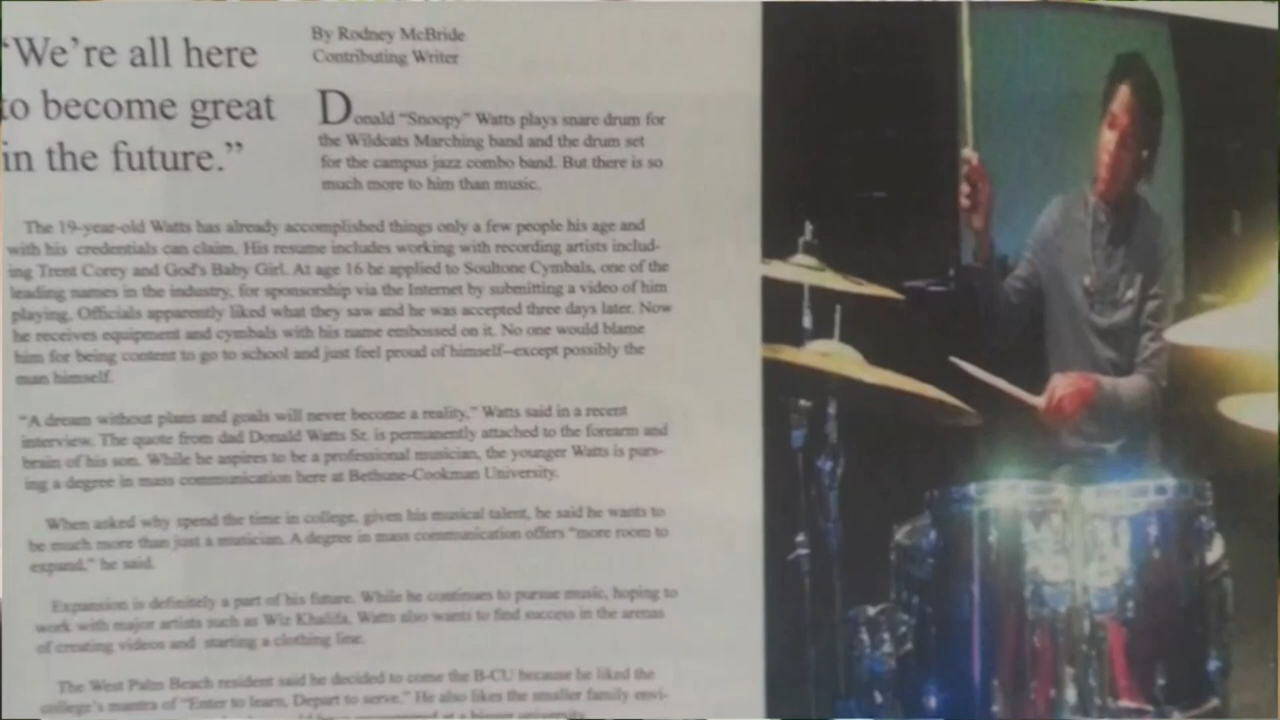 “We’re all here
to become great
in the future.”
By Rodney McBride
Contributing Writer
Donald “Snoopy” Watts plays snare drum for
the Wildcats Marching band and the drum set
for the campus jazz combo band. But there is so
much more to him than music.
The 19-year-old Watts has already accomplished things only a few people his age and
with his credentials can claim. His resume includes working with recording artists includ-
ing Trent Corey and God's Baby Girl. At age 16 he applied to Soultone Cymbals, one of the
leading names in the industry, for sponsorship via the Internet by submitting a video of him
playing. Officials apparently liked what they saw and he was accepted three days later. Now
he receives equipment and cymbals with his name embossed on it. No one would blame
him for being content to go to school and just feel proud of himself–except possibly the
man himself.
“A dream without plans and goals will never become a reality,” Watts said in a recent
interview. The quote from dad Donald Watts Sr. is permanently attached to the forearm and
brain of his son. While he aspires to be a professional musician, the younger Watts is purs-
ing a degree in mass communication here at Bethune-Cookman University.
When asked why spend the time in college, given his musical talent, he said he wants to
be much more than just a musician. A degree in mass communication offers “more room to
expand,” he said.
Expansion is definitely a part of his future. While he continues to pursue music, hoping to
work with major artists such as Wiz Khalifa, Watts also wants to find success in the arenas
of creating videos and starting a clothing line.
The West Palm Beach resident said he decided to come the B-CU because he liked the
college’s mantra of “Enter to learn, Depart to serve.” He also likes the smaller family envi-